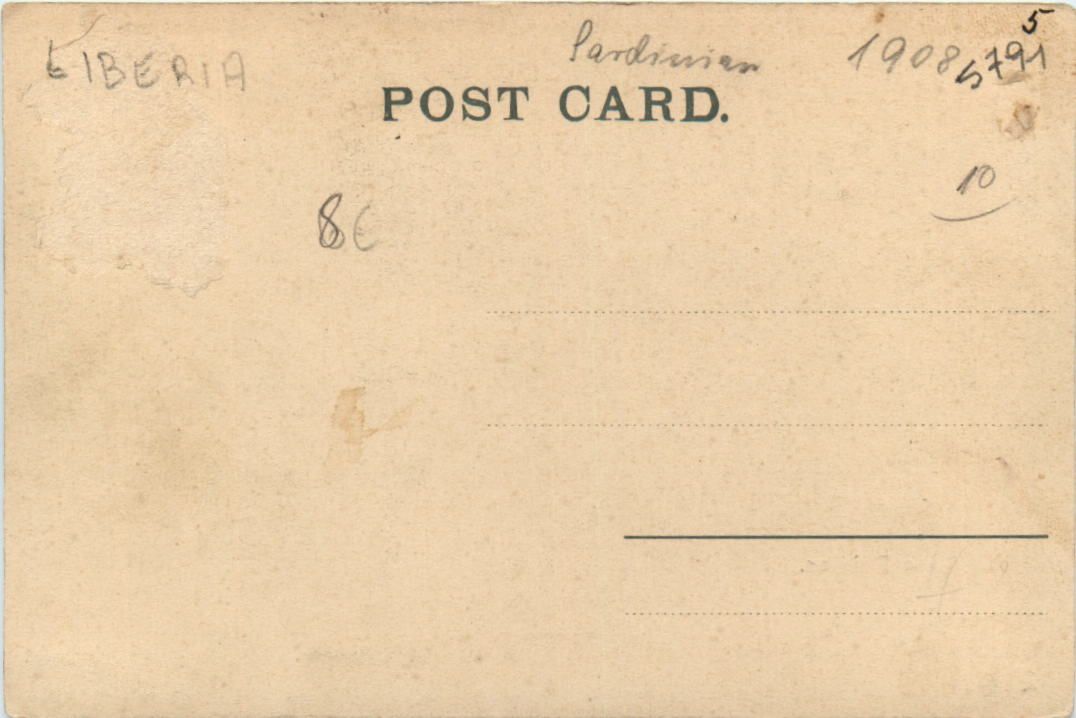 LIBERIA
Sardinian 1908
5
5791
POST CARD.
10
8€